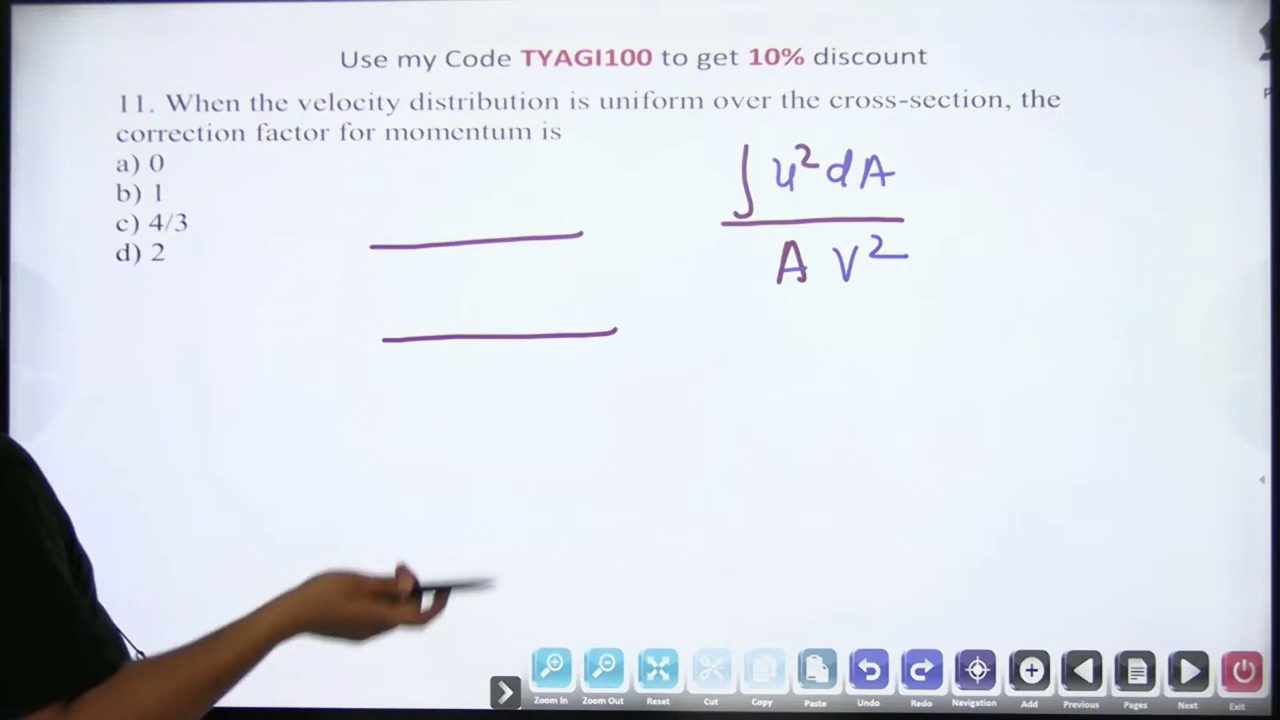 Use my Code TYAGI100 to get 10% discount
11. When the velocity distribution is uniform over the cross-section, the
correction factor for momentum is
a) 0
b) 1
c) 4/3
d) 2
∫ u² dA
A V²
Zoom In Zoom Out Reset Cut Copy Paste Undo Redo Navigation Add Previous Pages Next Exit